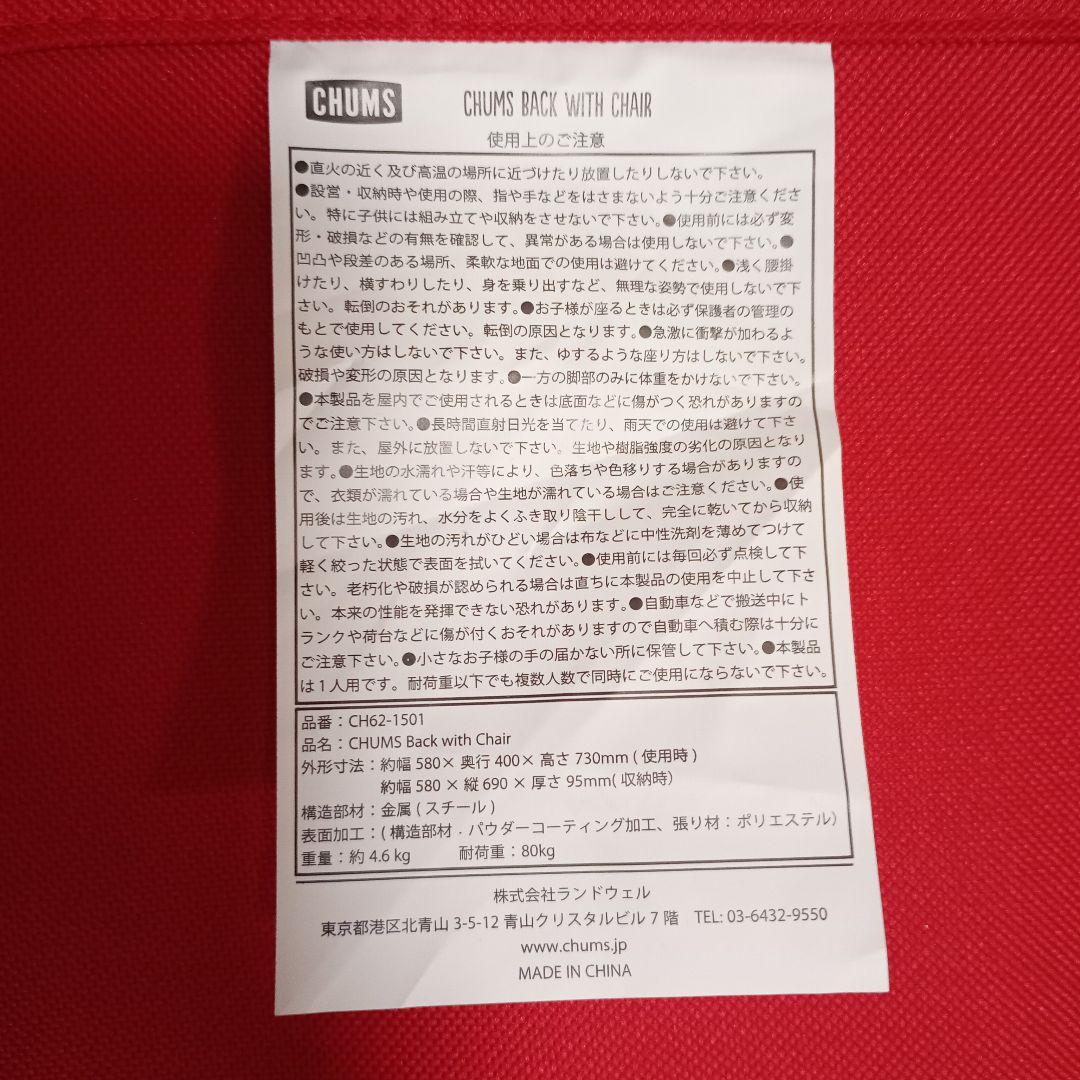 CHUMS
CHUMS BACK WITH CHAIR
使用上のご注意
●直火の近く及び高温の場所に近づけたり放置したりしないで下さい。
●設営・収納時や使用の際、指や手などをはさまないよう十分ご注意くださ
い。特に子供には組み立てや収納をさせないで下さい。●使用前には必ず変
形・破損などの有無を確認して、異常がある場合は使用しないで下さい。●
凹凸や段差のある場所、柔軟な地面での使用は避けてください。●浅く腰掛
けたり、横すわりしたり、身を乗り出すなど、無理な姿勢で使用しないで下
さい。転倒のおそれがあります。●お子様が座るときは必ず保護者の管理の
もとで使用してください。転倒の原因となります。●急激に衝撃が加わるよ
うな使い方はしないで下さい。また、ゆするような座り方はしないで下さい。
破損や変形の原因となります。●一方の脚部のみに体重をかけないで下さい。
●本製品を屋内でご使用されるときは底面などに傷がつく恐れがありますの
でご注意下さい。●長時間直射日光を当てたり、雨天での使用は避けて下さ
い。また、屋外に放置しないで下さい。生地や樹脂強度の劣化の原因となり
ます。●生地の水濡れや汗等により、色落ちや色移りする場合がありますの
で、衣類が濡れている場合や生地が濡れている場合はご注意ください。●使
用後は生地の汚れ、水分をよくふき取り陰干しして、完全に乾いてから収納
して下さい。●生地の汚れがひどい場合は布などに中性洗剤を薄めてつけて
軽く絞った状態で表面を拭いてください。●使用前には毎回必ず点検して下
さい。老朽化や破損が認められる場合は直ちに本製品の使用を中止して下さ
い。本来の性能を発揮できない恐れがあります。●自動車などで搬送中にト
ランクや荷台などに傷が付くおそれがありますので自動車へ積む際は十分に
ご注意下さい。●小さなお子様の手の届かない所に保管して下さい。●本製品
は1人用です。耐荷重以下でも複数人数で同時にご使用にならないで下さい。
品番：CH62-1501
品名：CHUMS Back with Chair
外形寸法：約幅 580× 奥行 400× 高さ 730mm ( 使用時 )
約幅 580 × 縦 690 × 厚さ 95mm( 収納時)
構造部材：金属 ( スチール )
表面加工：( 構造部材．パウダーコーティング加工、張り材：ポリエステル)
重量：約 4.6 kg 耐荷重：80kg
株式会社ランドウェル
東京都港区北青山 3-5-12 青山クリスタルビル 7 階 TEL: 03-6432-9550
www.chums.jp
MADE IN CHINA